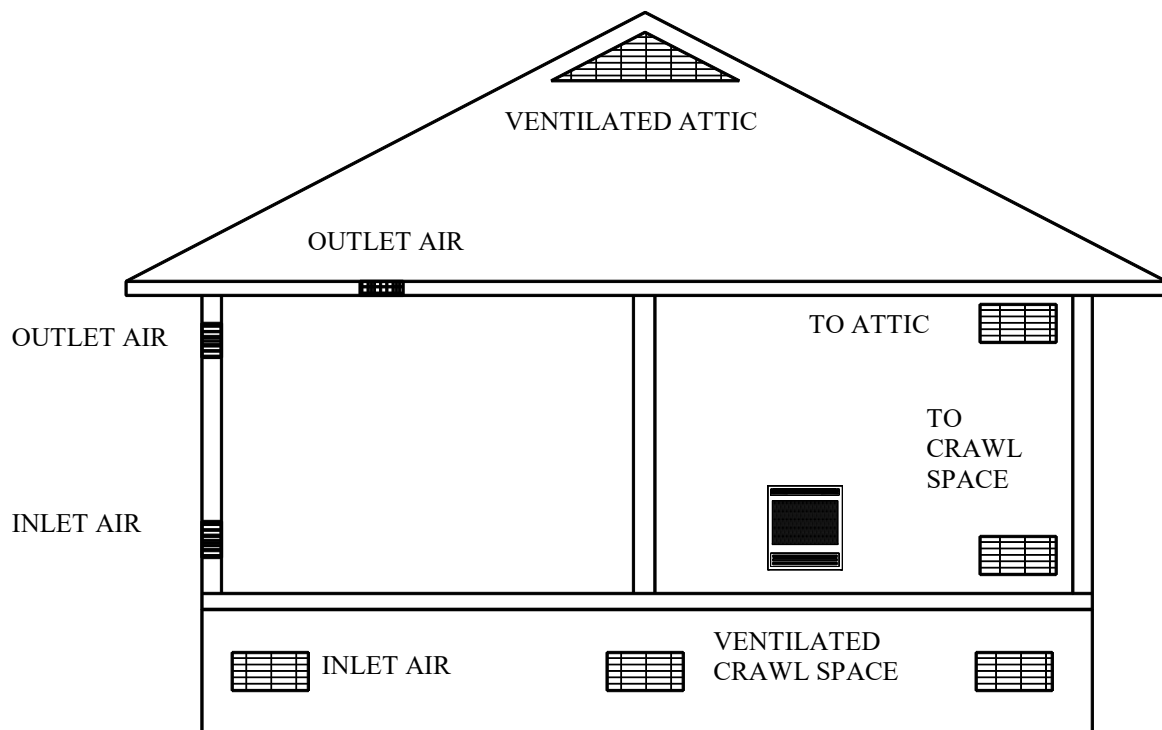 VENTILATED ATTIC
OUTLET AIR
OUTLET AIR
TO ATTIC
TO
CRAWL
SPACE
INLET AIR
INLET AIR
VENTILATED
CRAWL SPACE